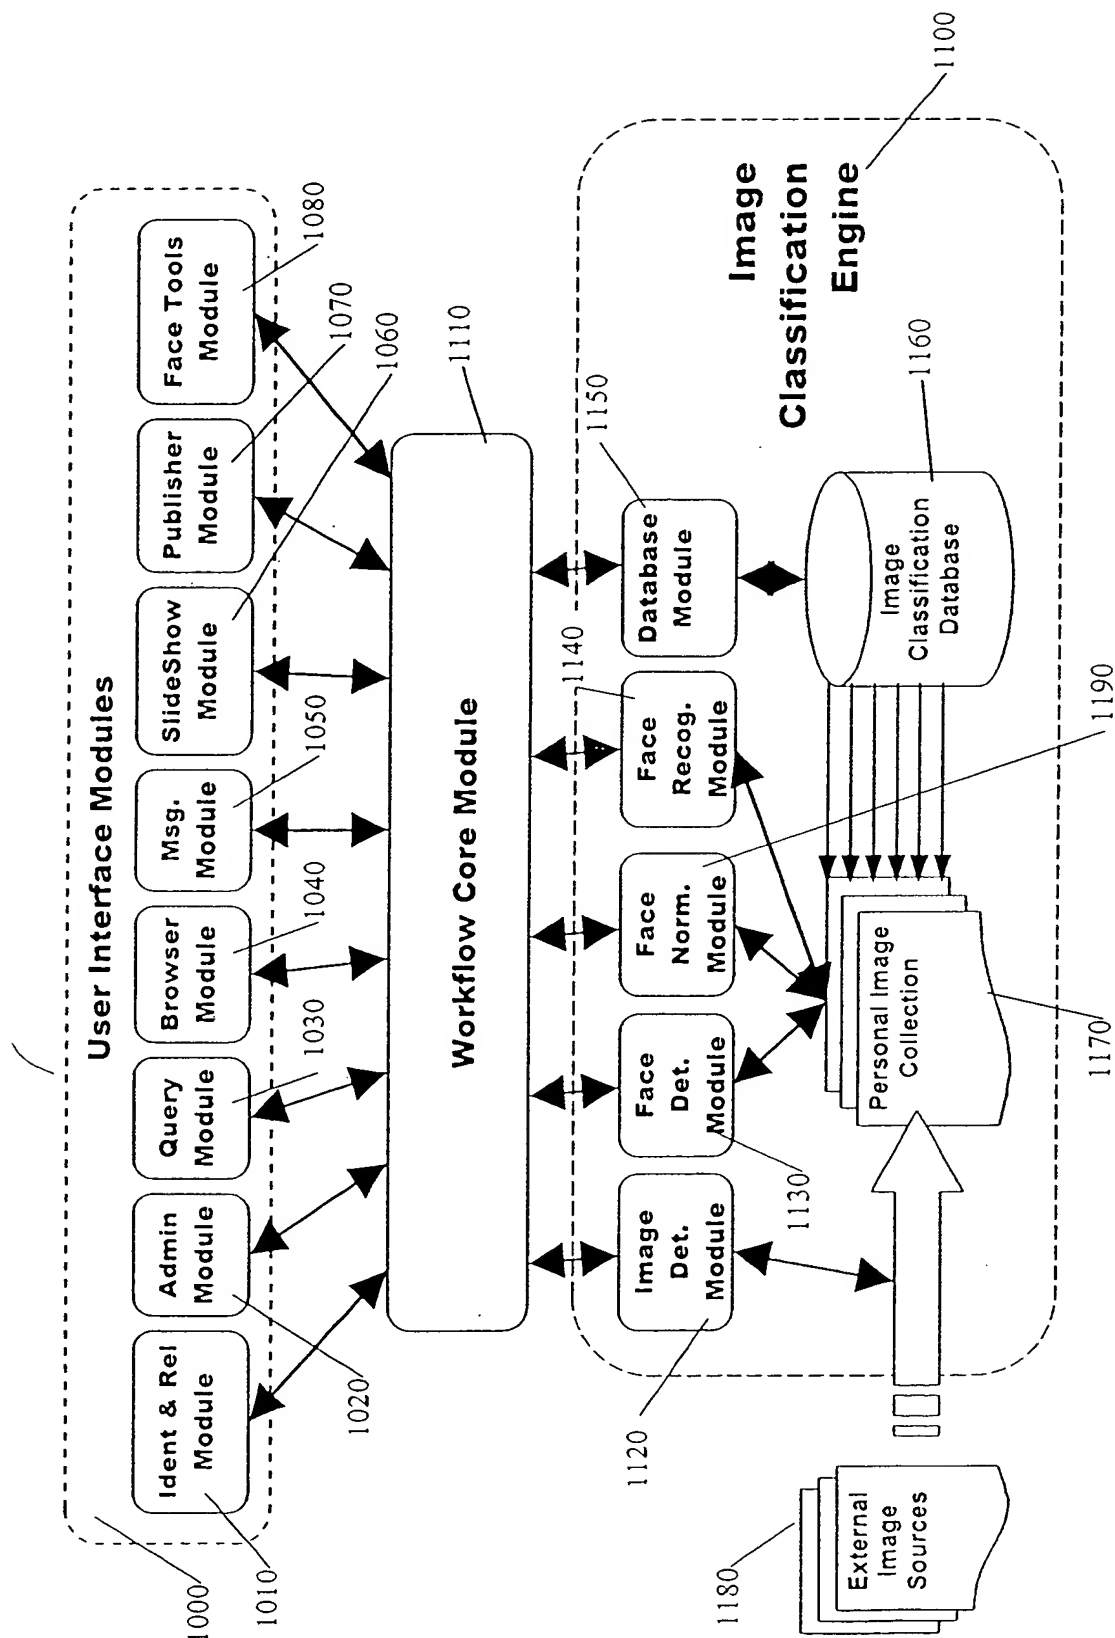 User Interface Modules
Ident & Rel
Module
Admin
Module
Query
Module
Browser
Module
Msg.
Module
SlideShow
Module
Publisher
Module
Face Tools
Module
1000
1010
1020
1030
1040
1050
1060
1070
1080
Workflow Core Module
1110
Image
Det.
Module
Face
Det.
Module
Face
Norm.
Module
Face
Recog.
Module
Database
Module
1120
1130
1140
1150
Image
Classification
Engine
1100
External
Image
Sources
1180
Personal Image
Collection
1170
Image
Classification
Database
1160
1190